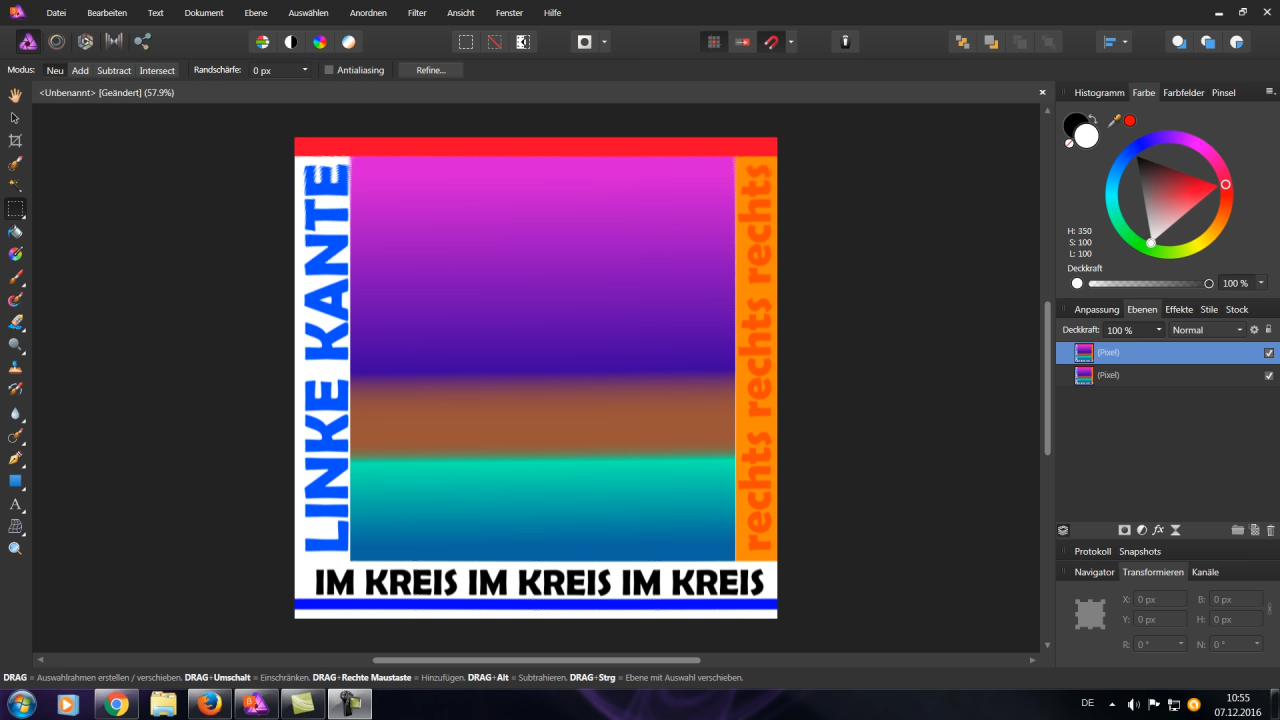 Datei Bearbeiten Text Dokument Ebene Auswählen Anordnen Filter Ansicht Fenster Hilfe
Modus: Neu Add Subtract Intersect Randschärfe: 0 px Antialiasing Refine...
<Unbenannt> [Geändert] (57.9%)
Histogramm Farbe Farbfelder Pinsel
H: 350
S: 100
L: 100
Deckkraft
100 %
Anpassung Ebenen Effekte Stile Stock
Deckkraft: 100 % Normal
(Pixel)
(Pixel)
LINKE KANTE
rechts rechts rechts
IM KREIS IM KREIS IM KREIS
fx
Protokoll Snapshots
Navigator Transformieren Kanäle
X: 0 px B: 0 px
Y: 0 px H: 0 px
R: 0 ° N: 0 °
DRAG = Auswahlrahmen erstellen / verschieben. DRAG+Umschalt = Einschränken. DRAG+Rechte Maustaste = Hinzufügen. DRAG+Alt = Subtrahieren. DRAG+Strg = Ebene mit Auswahl verschieben.
DE
10:55
07.12.2016